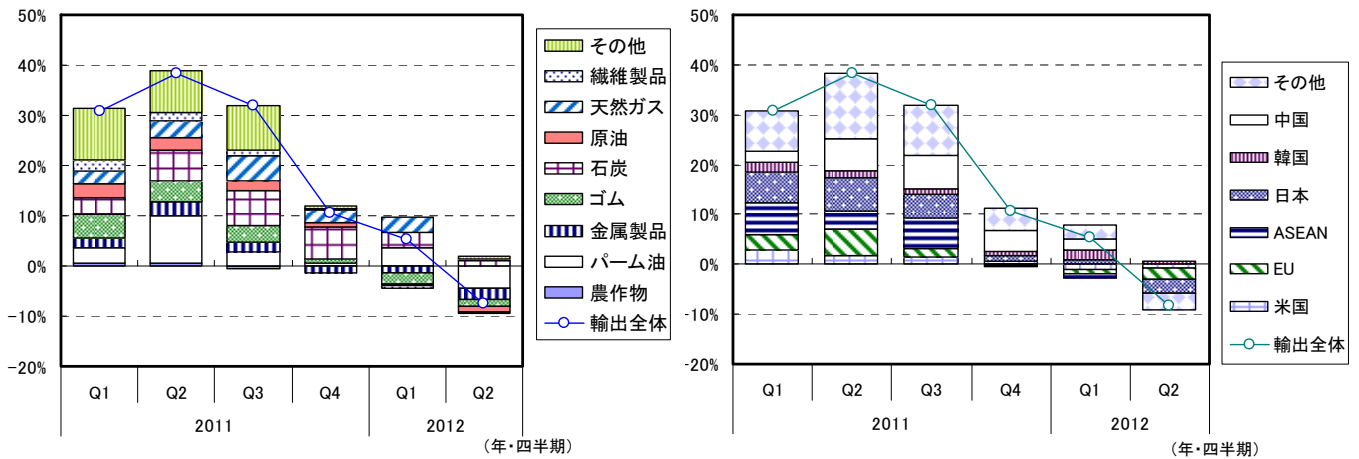 50%
40%
30%
20%
10%
0%
-10%
-20%
Q1 Q2 Q3 Q4 Q1 Q2
2011 2012
(年・四半期)
その他
繊維製品
天然ガス
原油
石炭
ゴム
金属製品
パーム油
農作物
輸出全体
50%
40%
30%
20%
10%
0%
-10%
-20%
Q1 Q2 Q3 Q4 Q1 Q2
2011 2012
(年・四半期)
その他
中国
韓国
日本
ASEAN
EU
米国
輸出全体